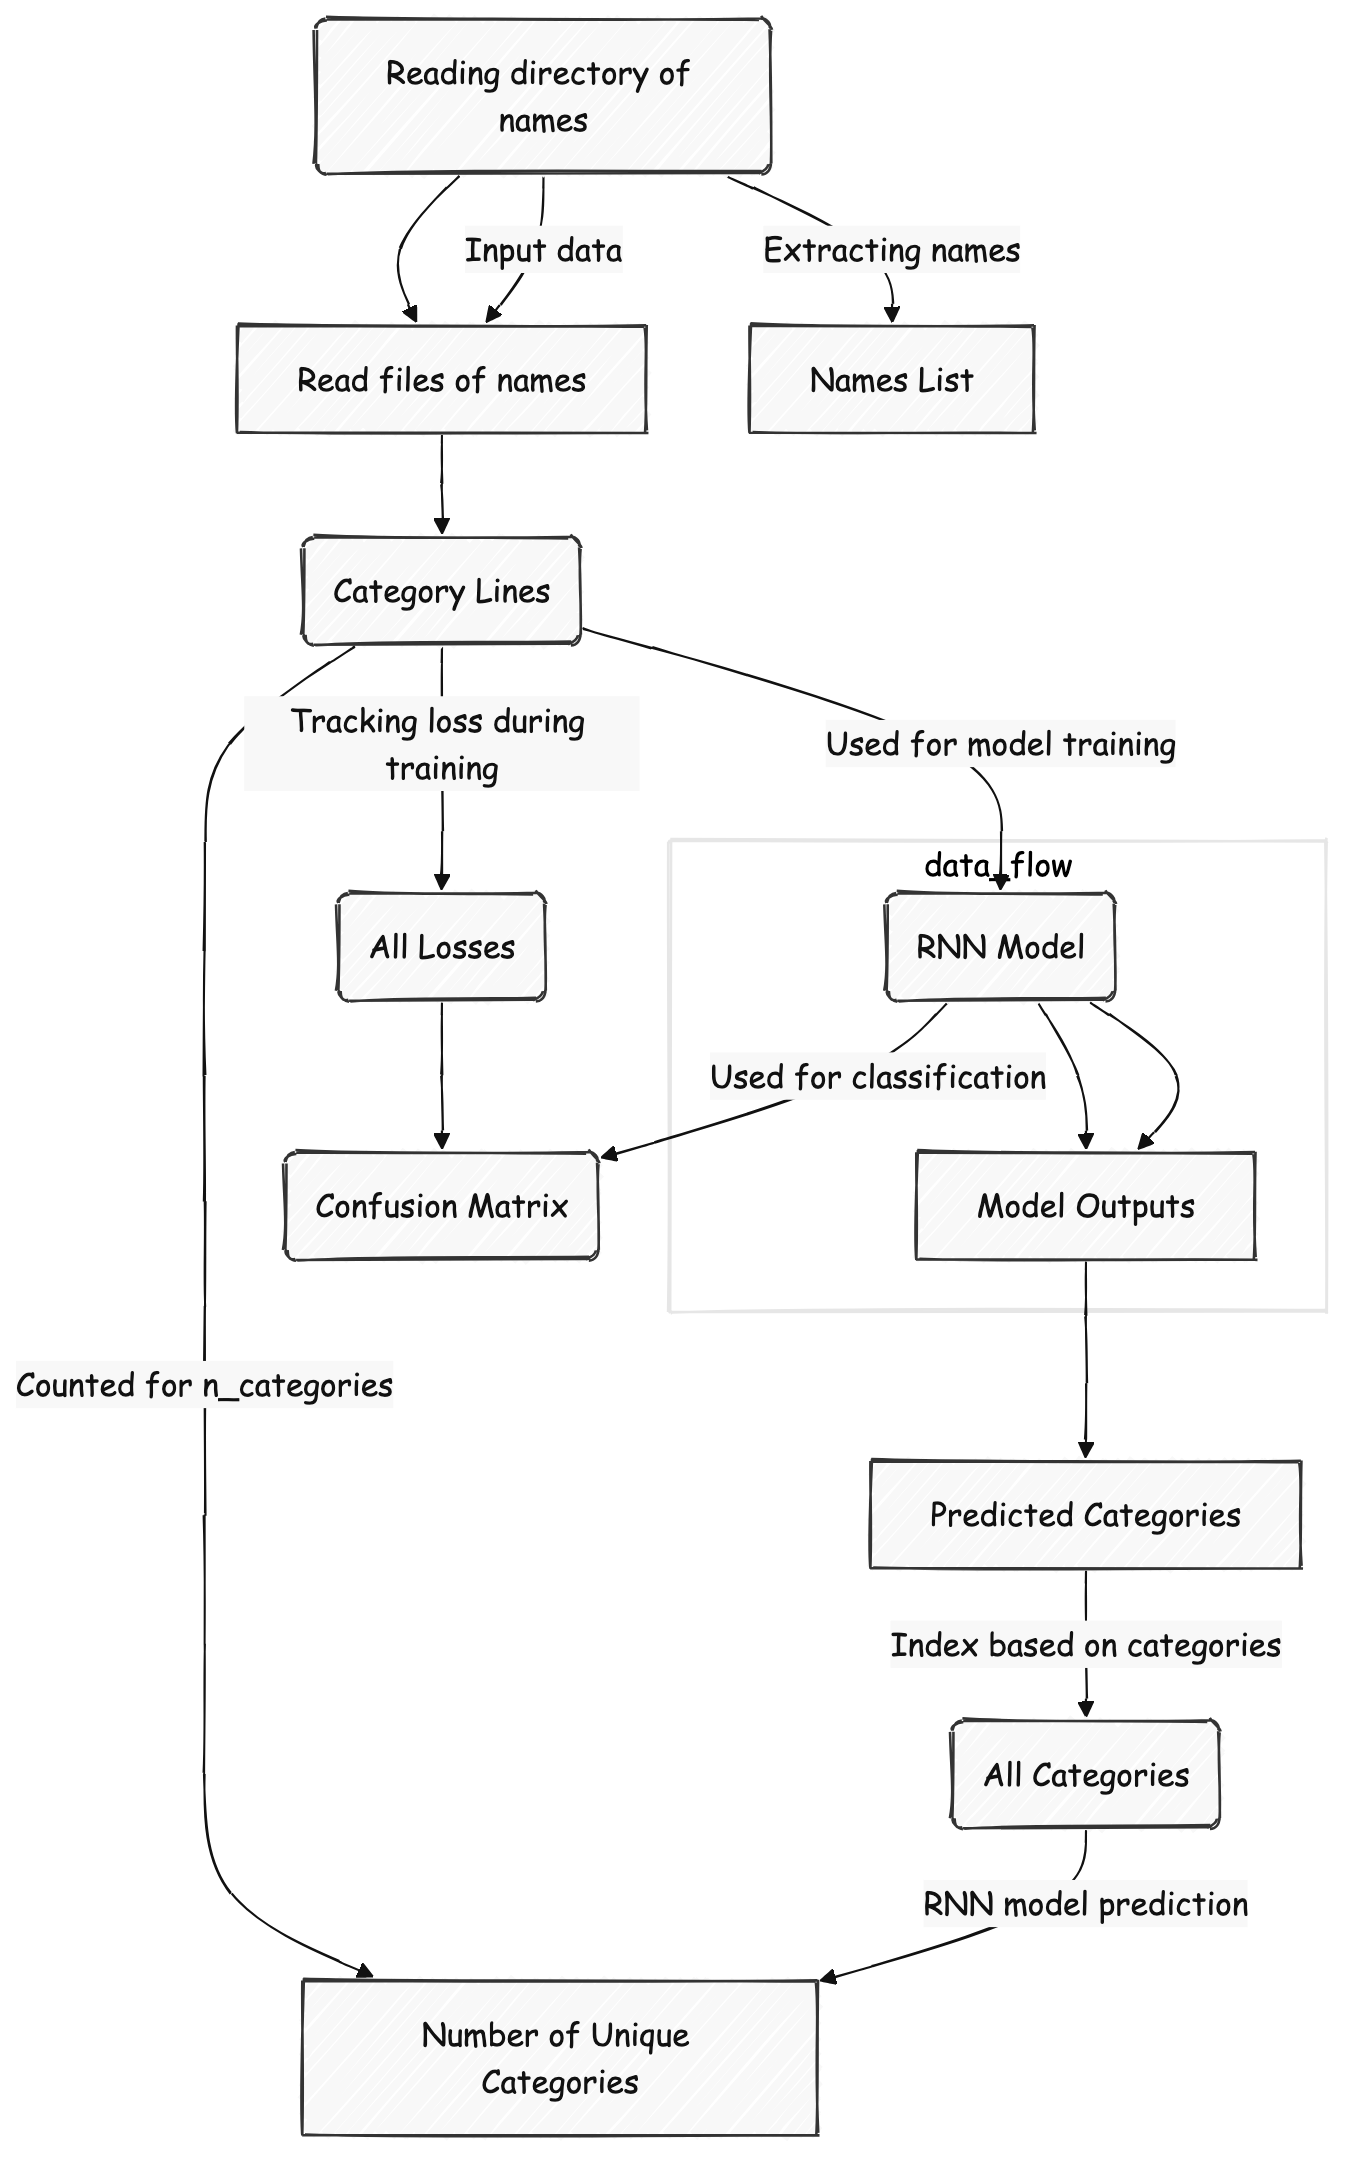 Reading directory of
names
Input data
Extracting names
Read files of names
Names List
Category Lines
Tracking loss during
training
Used for model training
data_flow
All Losses
RNN Model
Used for classification
Confusion Matrix
Model Outputs
Counted for n_categories
Predicted Categories
Index based on categories
All Categories
RNN model prediction
Number of Unique
Categories